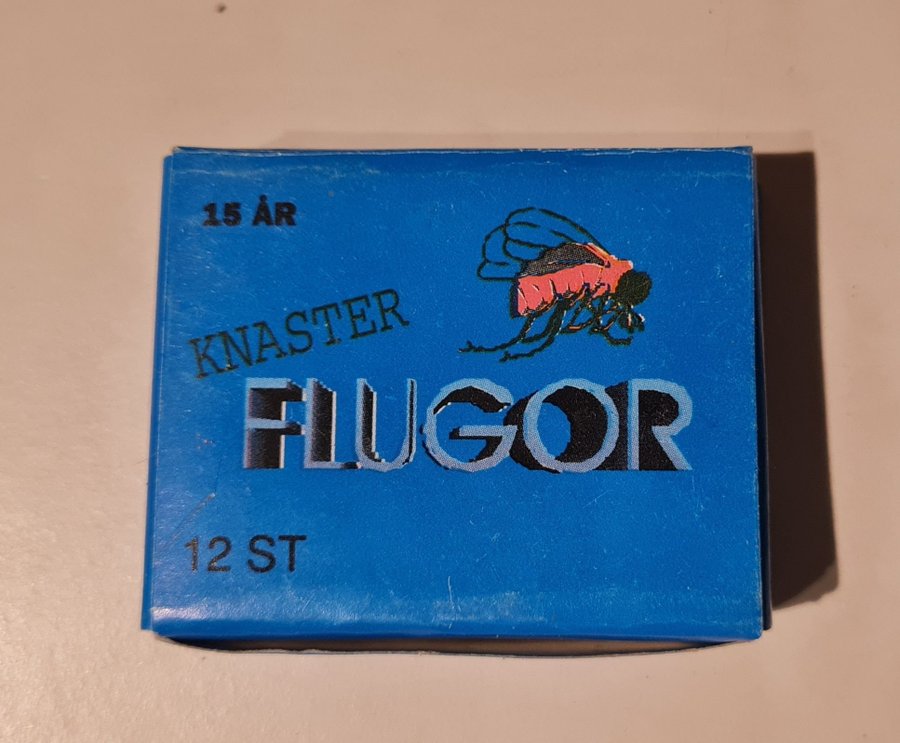 15 ÅR
KNASTER
FLUGOR
12 ST